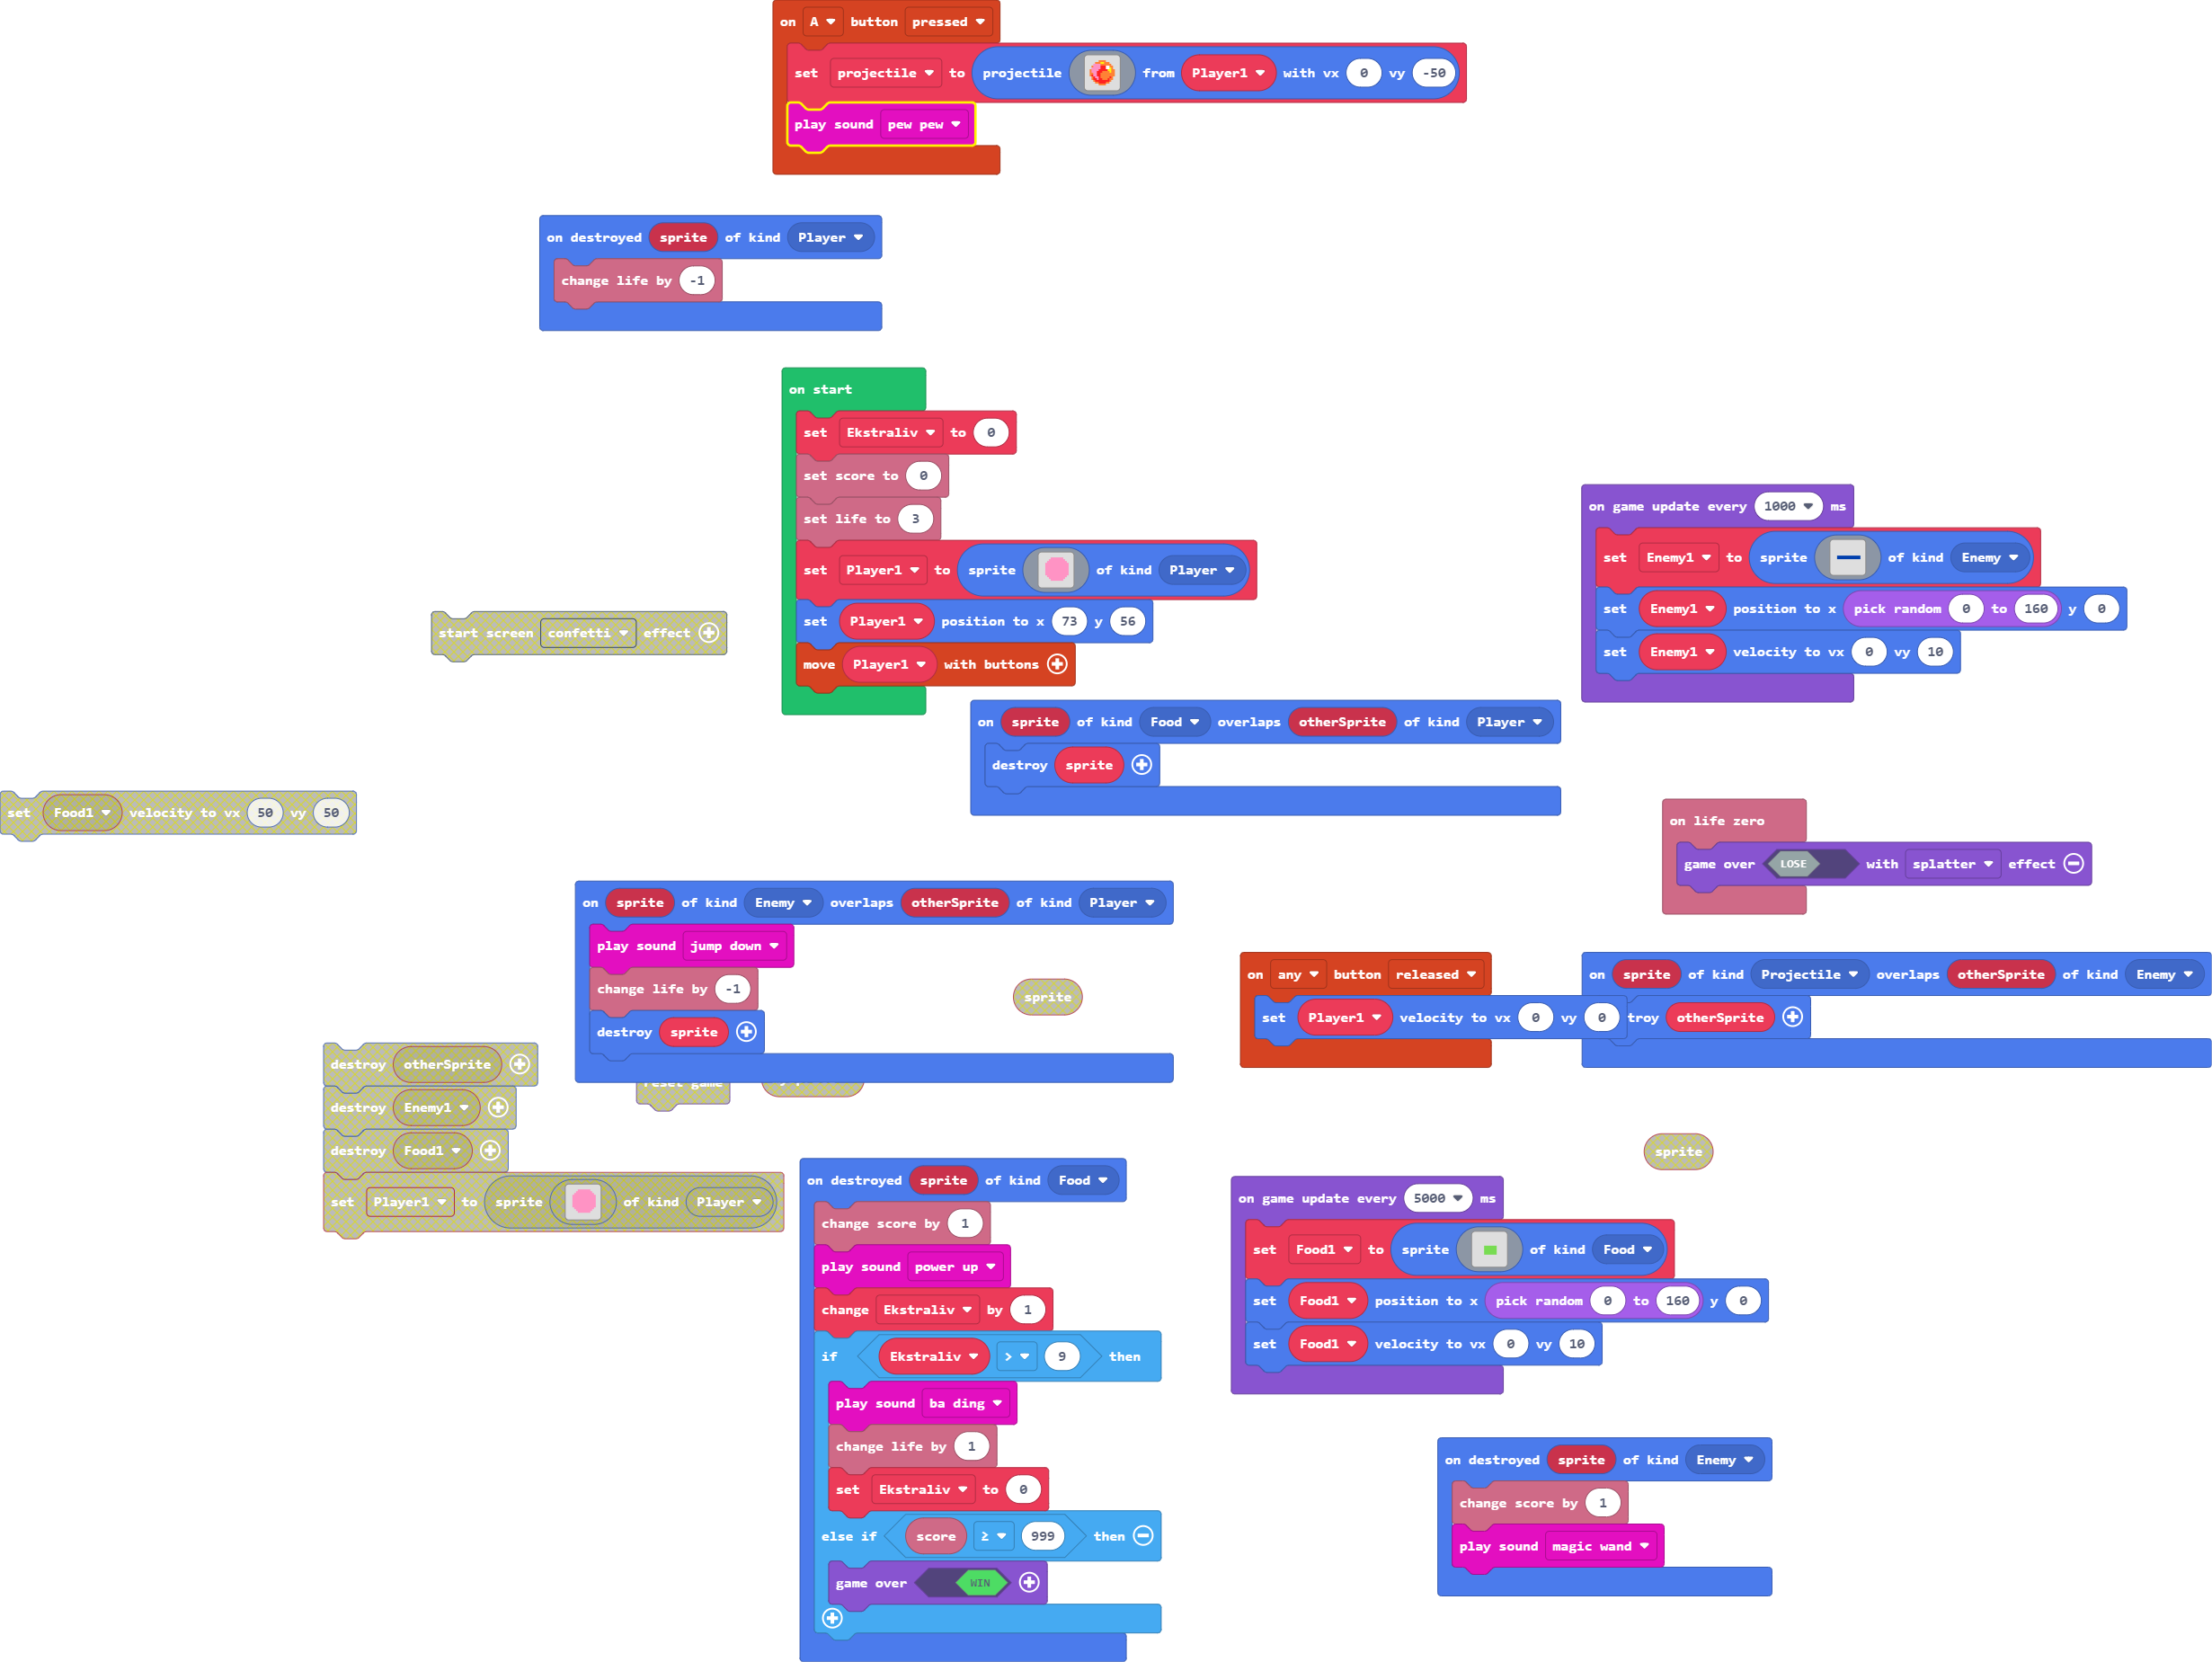 on A button pressed
set projectile to projectile from Player1 with vx 0 vy -50
play sound pew pew
on destroyed sprite of kind Player
change life by -1
on start
set Ekstraliv to 0
set score to 0
set life to 3
set Player1 to sprite of kind Player
set Player1 position to x 73 y 56
move Player1 with buttons
on game update every 1000 ms
set Enemy1 to sprite of kind Enemy
set Enemy1 position to x pick random 0 to 160 y 0
set Enemy1 velocity to vx 0 vy 10
start screen confetti effect
on sprite of kind Food overlaps otherSprite of kind Player
destroy sprite
set Food1 velocity to vx 50 vy 50
on life zero
game over LOSE with splatter effect
on sprite of kind Enemy overlaps otherSprite of kind Player
play sound jump down
change life by -1
destroy sprite
sprite
on any button released
set Player1 velocity to vx 0 vy 0
on sprite of kind Projectile overlaps otherSprite of kind Enemy
troy otherSprite
destroy otherSprite
destroy Enemy1
destroy Food1
set Player1 to sprite of kind Player
reset game
sprite
on destroyed sprite of kind Food
change score by 1
play sound power up
change Ekstraliv by 1
if Ekstraliv > 9 then
play sound ba ding
change life by 1
set Ekstraliv to 0
else if score ≥ 999 then
game over WIN
on game update every 5000 ms
set Food1 to sprite of kind Food
set Food1 position to x pick random 0 to 160 y 0
set Food1 velocity to vx 0 vy 10
on destroyed sprite of kind Enemy
change score by 1
play sound magic wand